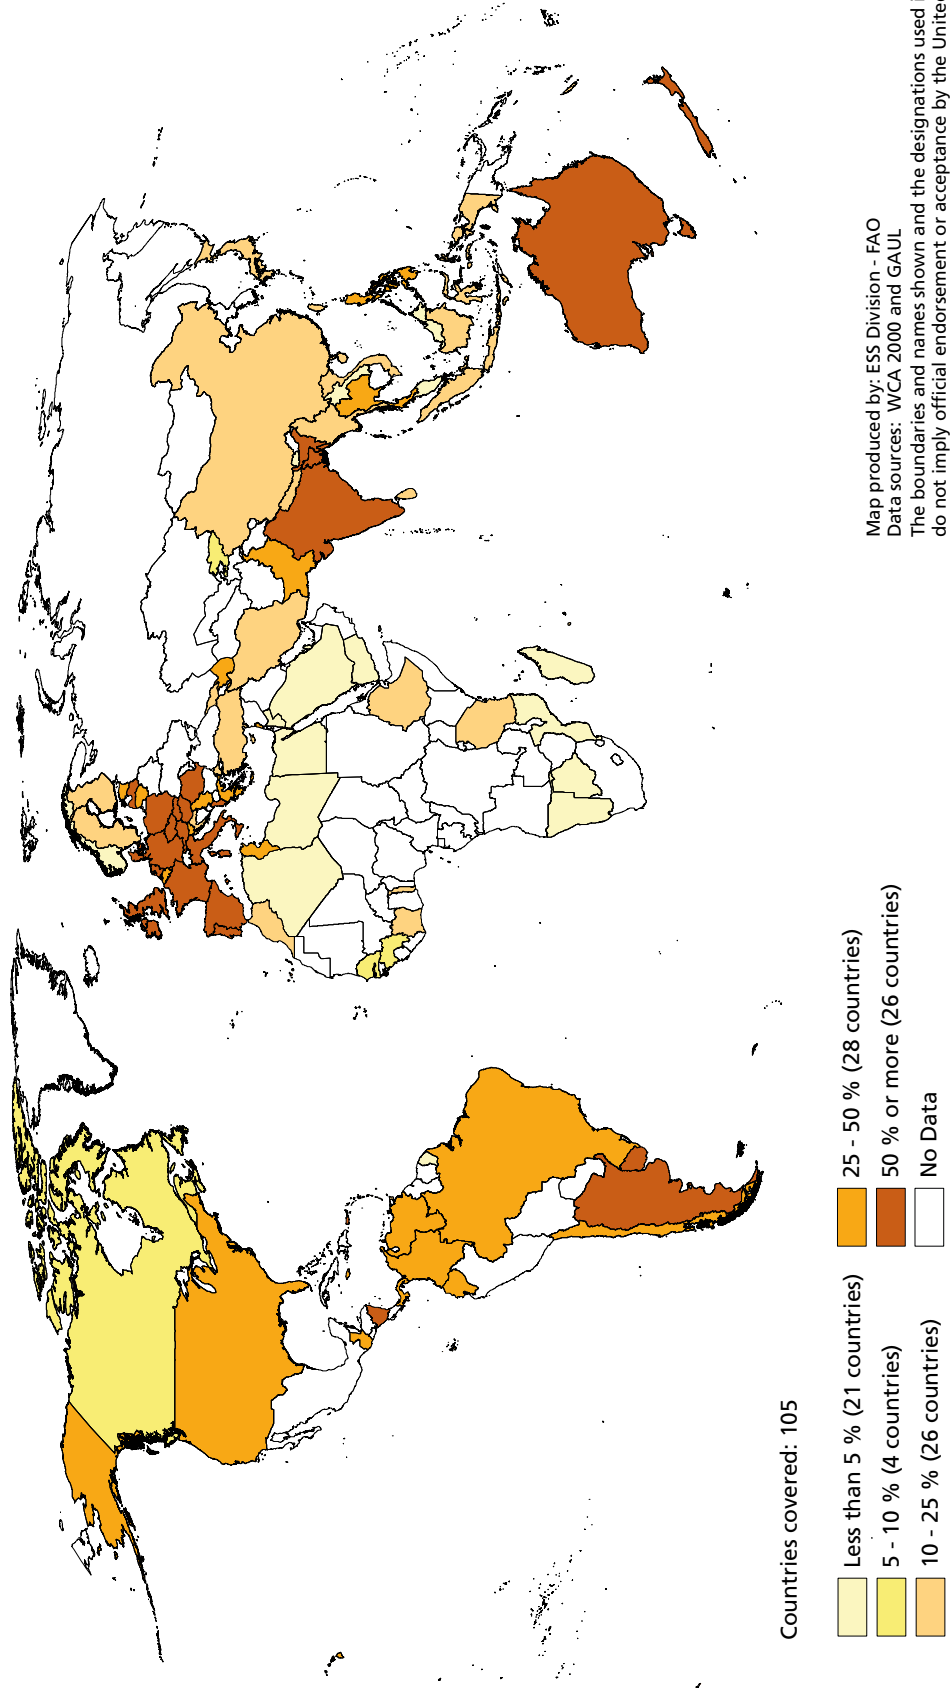 Countries covered: 105
Less than 5 % (21 countries)
5 - 10 % (4 countries)
10 - 25 % (26 countries)
25 - 50 % (28 countries)
50 % or more (26 countries)
No Data
Map produced by: ESS Division - FAO
Data sources: WCA 2000 and GAUL
The boundaries and names shown and the designations used
do not imply official endorsement or acceptance by the United